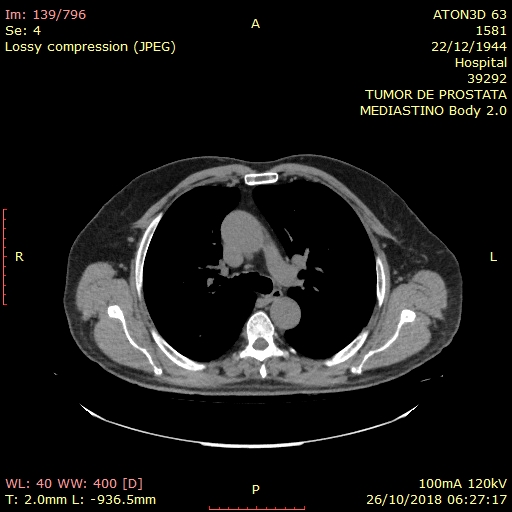 Im: 139/796
Se: 4
Lossy compression (JPEG)
A
ATON3D 63
1581
22/12/1944
Hospital
39292
TUMOR DE PROSTATA
MEDIASTINO Body 2.0
R
L
WL: 40 WW: 400 [D]
T: 2.0mm L: -936.5mm
P
100mA 120kV
26/10/2018 06:27:17